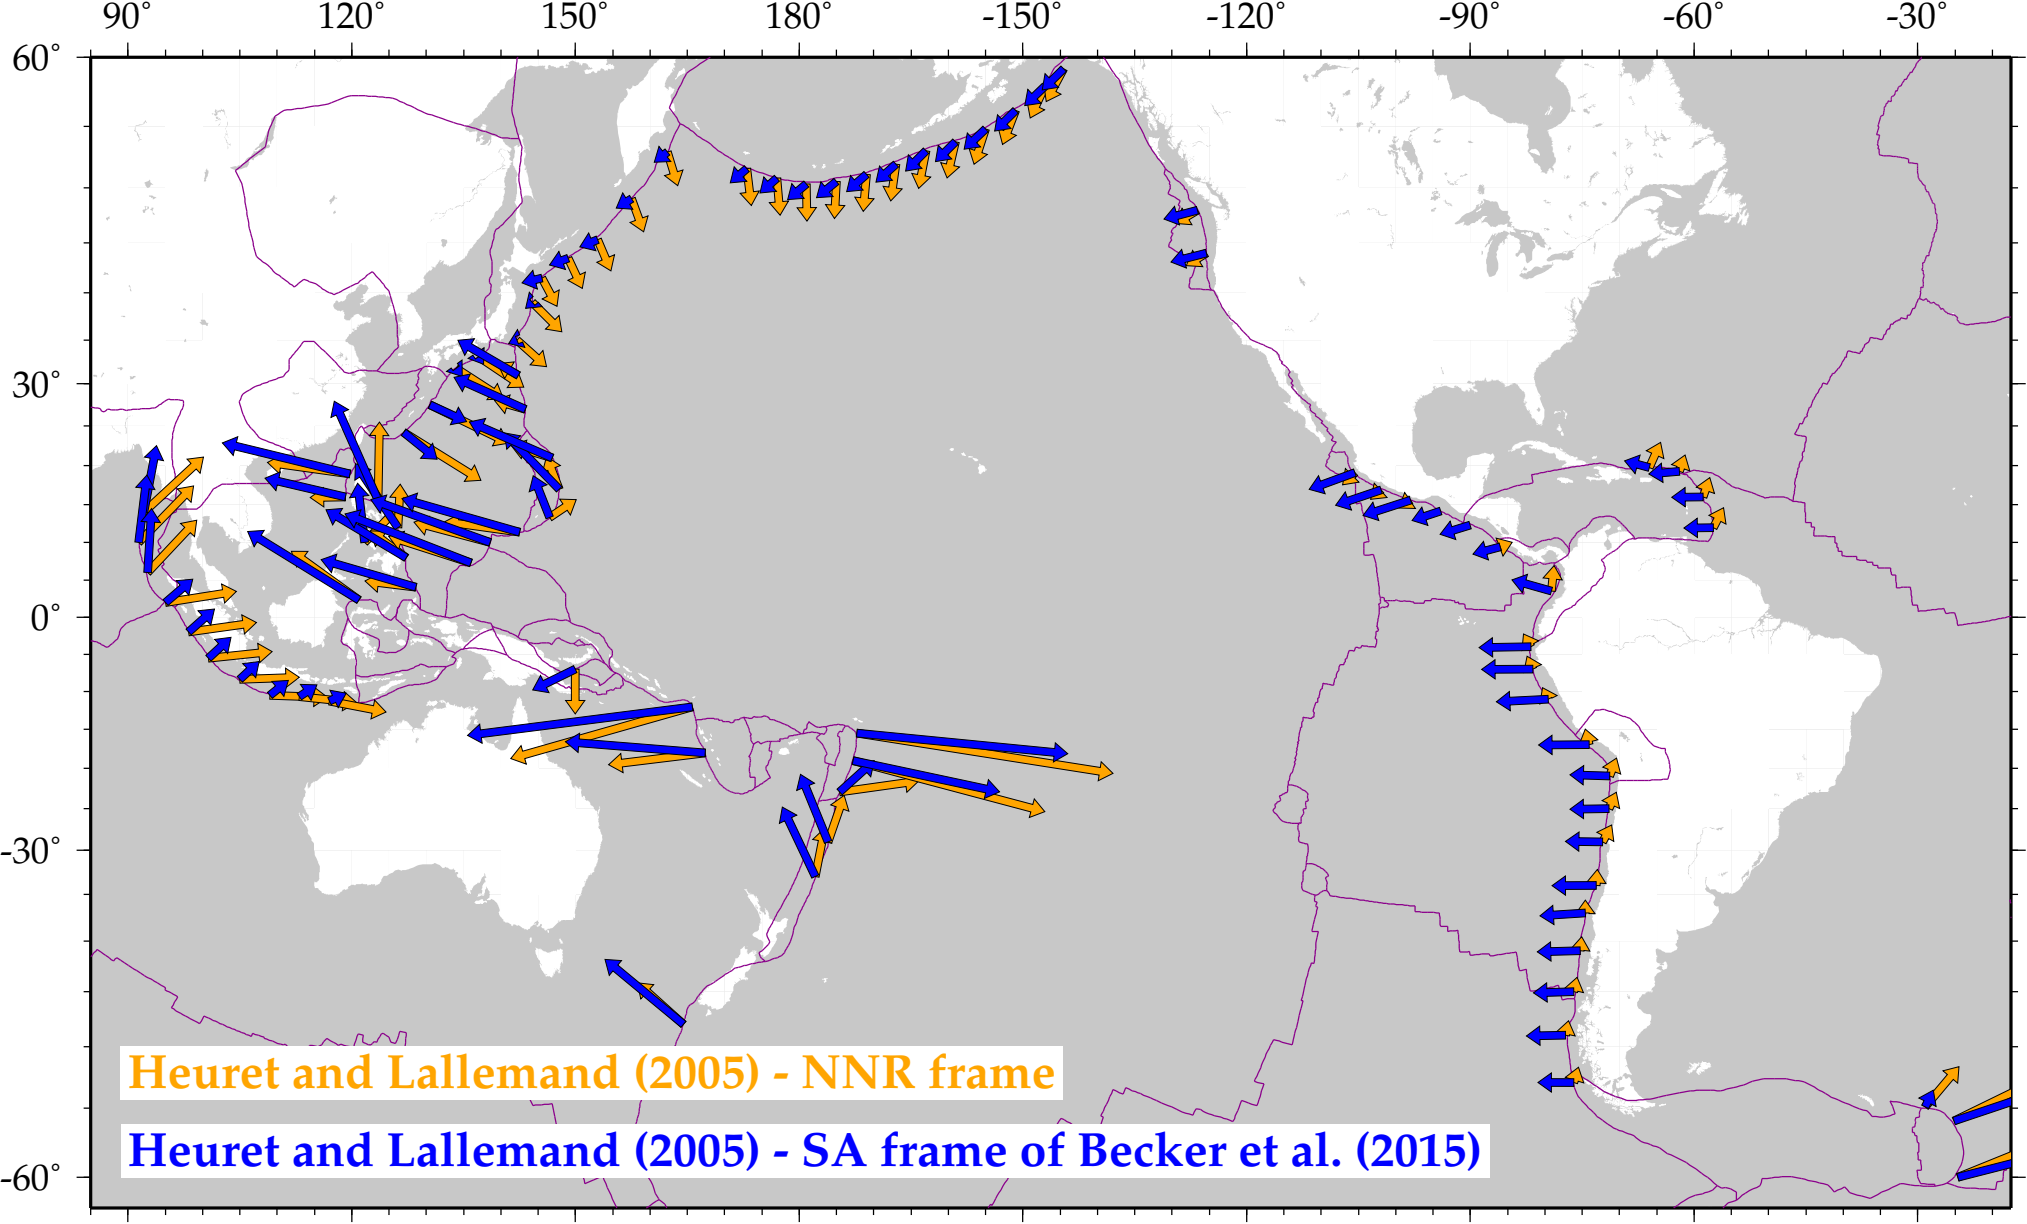 90° 120° 150° 180° -150° -120° -90° -60° -30°
60°
30°
0°
-30°
-60°
Heuret and Lallemand (2005) - NNR frame
Heuret and Lallemand (2005) - SA frame of Becker et al. (2015)